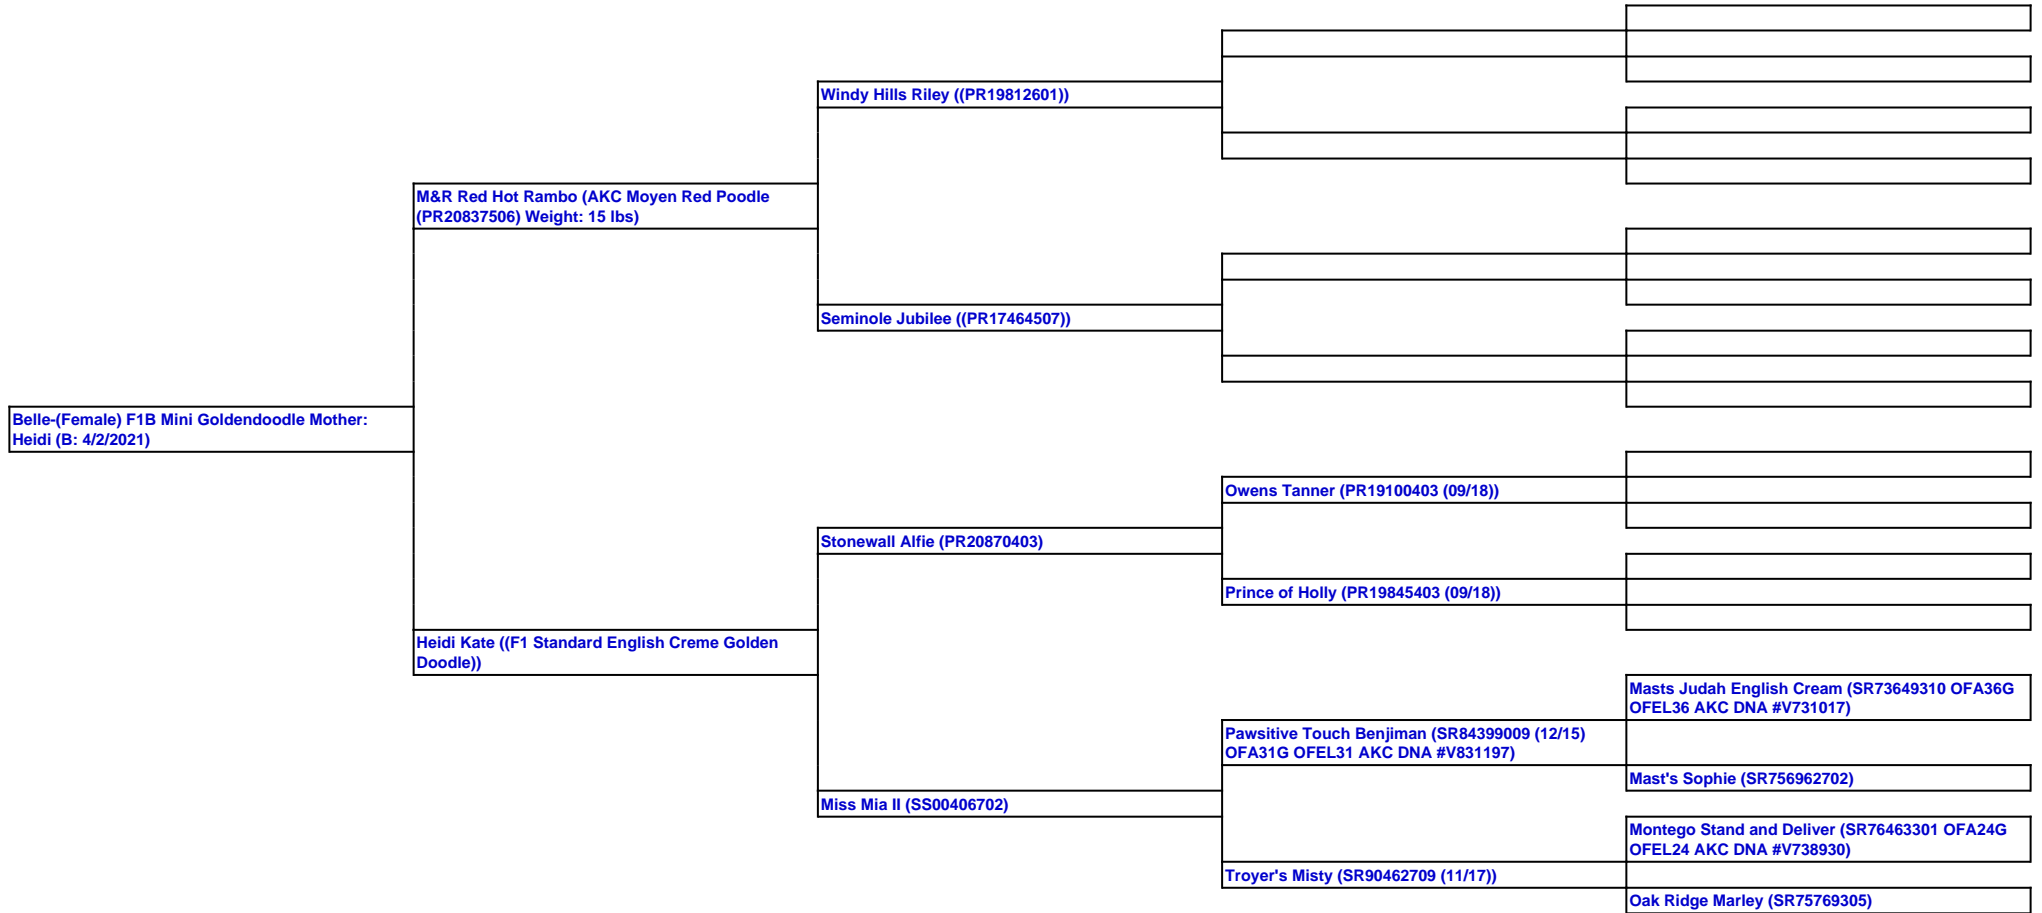 Windy Hills Riley ((PR19812601))
M&R Red Hot Rambo (AKC Moyen Red Poodle
(PR20837506) Weight: 15 lbs)
Seminole Jubilee ((PR17464507))
Belle-(Female) F1B Mini Goldendoodle Mother:
Heidi (B: 4/2/2021)
Owens Tanner (PR19100403 (09/18))
Stonewall Alfie (PR20870403)
Prince of Holly (PR19845403 (09/18))
Heidi Kate ((F1 Standard English Creme Golden
Doodle))
Masts Judah English Cream (SR73649310 OFA36G
OFEL36 AKC DNA #V731017)
Pawsitive Touch Benjiman (SR84399009 (12/15)
OFA31G OFEL31 AKC DNA #V831197)
Mast's Sophie (SR756962702)
Miss Mia II (SS00406702)
Montego Stand and Deliver (SR76463301 OFA24G
OFEL24 AKC DNA #V738930)
Troyer's Misty (SR90462709 (11/17))
Oak Ridge Marley (SR75769305)